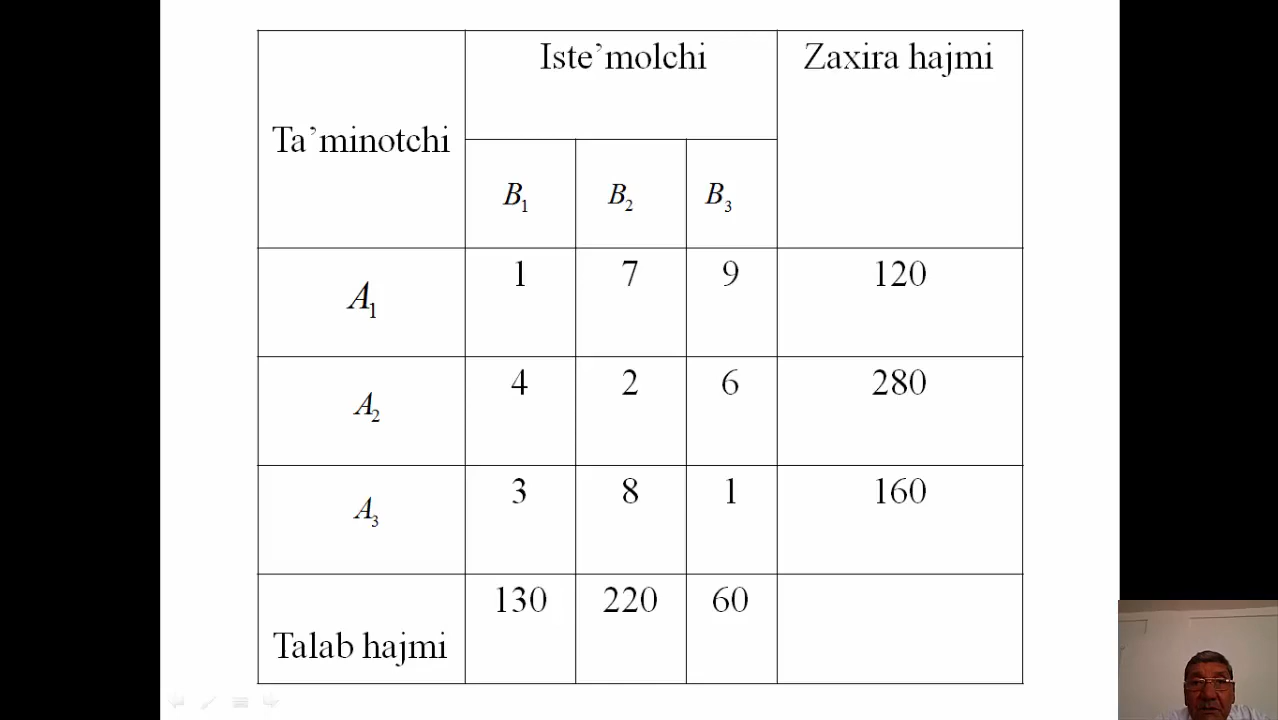 Ta’minotchi Iste’molchi Zaxira hajmi
B1 B2 B3
A1 1 7 9 120
A2 4 2 6 280
A3 3 8 1 160
Talab hajmi 130 220 60